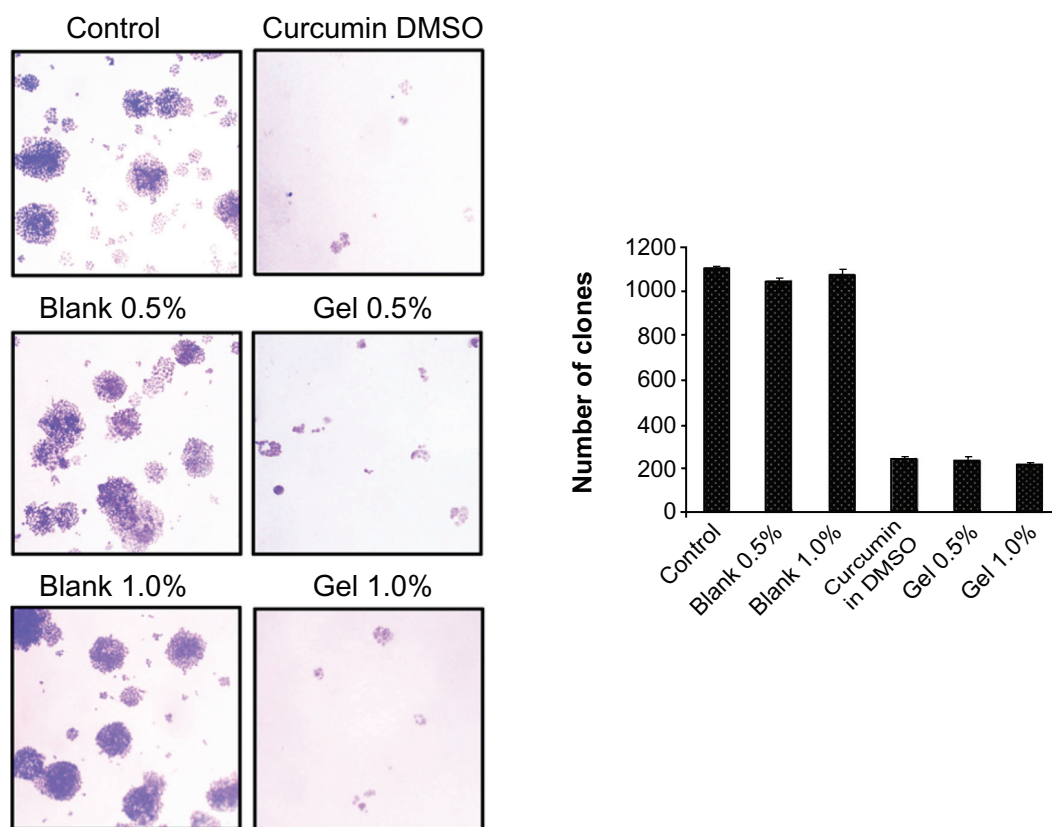 Control
Curcumin DMSO
Blank 0.5%
Gel 0.5%
Blank 1.0%
Gel 1.0%
Number of clones
1200
1000
800
600
400
200
0
Control
Blank 0.5%
Blank 1.0%
Curcumin
in DMSO
Gel 0.5%
Gel 1.0%